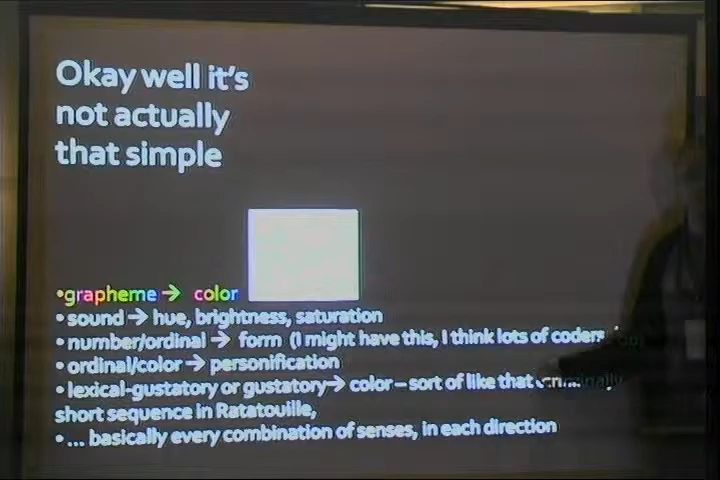 Okay well it's
not actually
that simple
•grapheme → color
• sound → hue, brightness, saturation
• number/ordinal → form (I might have this, I think lots of coders do)
• ordinal/color → personification
• lexical-gustatory or gustatory→ color – sort of like that criminally
short sequence in Ratatouille,
• ... basically every combination of senses, in each direction